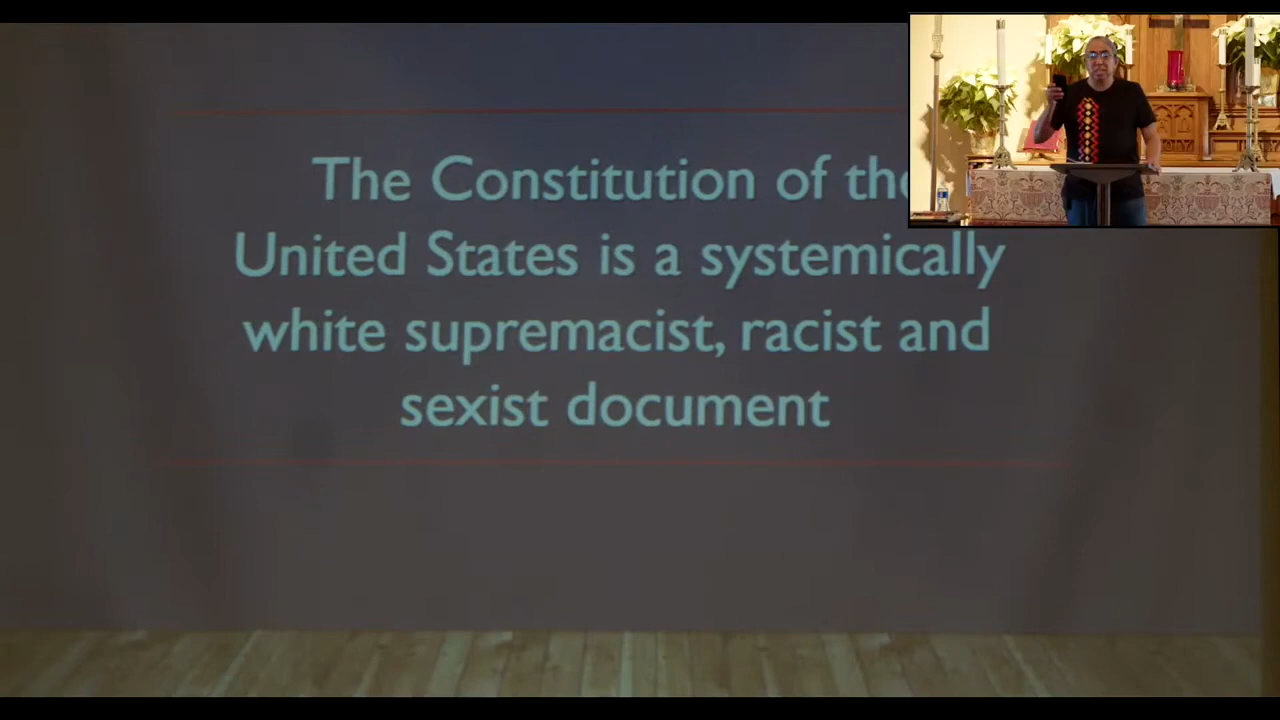 The Constitution of the
United States is a systemically
white supremacist, racist and
sexist document